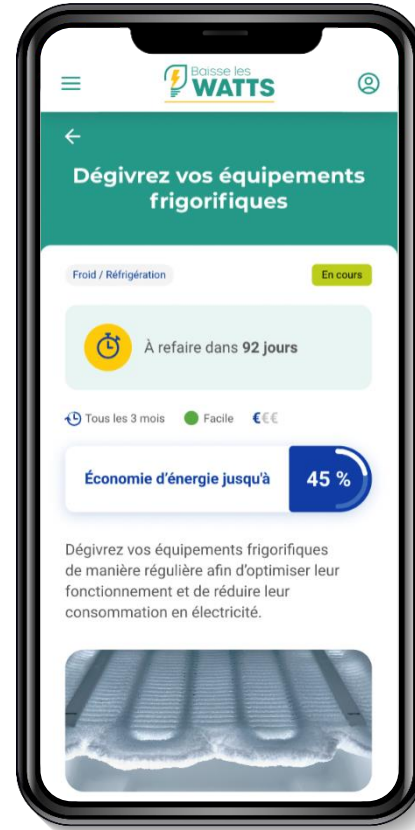 Baisse les
WATTS
Dégivrez vos équipements
frigorifiques
Froid / Réfrigération
En cours
À refaire dans 92 jours
Tous les 3 mois
Facile
€€€
Économie d'énergie jusqu'à
45 %
Dégivrez vos équipements frigorifiques
de manière régulière afin d'optimiser leur
fonctionnement et de réduire leur
consommation en électricité.